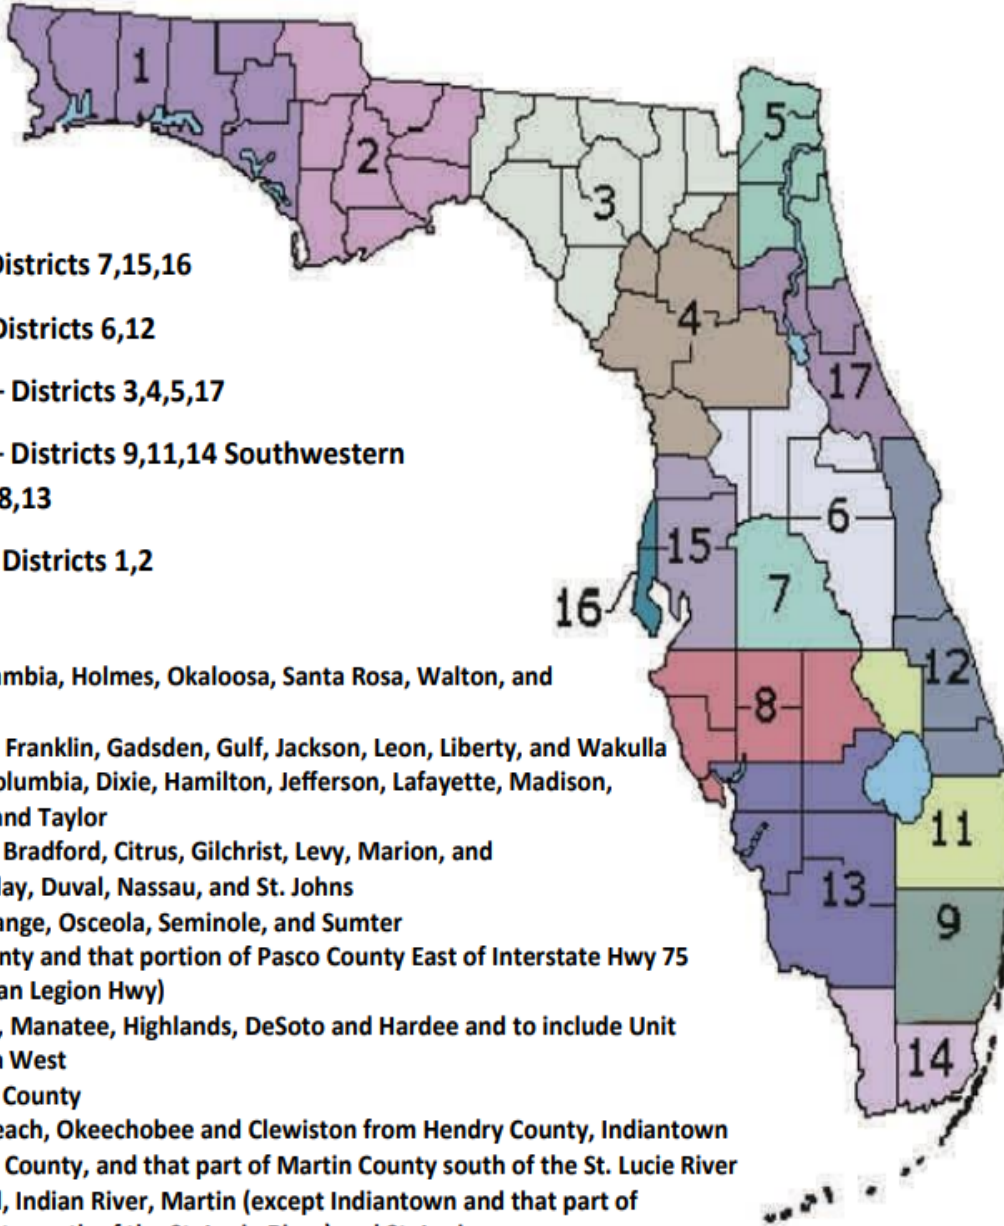 1
5
2
3
Districts 7,15,16
Districts 6,12
4
- Districts 3,4,5,17
17
- Districts 9,11,14 Southwestern
8,13
6
15
Districts 1,2
7
16
12
ambia, Holmes, Okaloosa, Santa Rosa, Walton, and
8
Franklin, Gadsden, Gulf, Jackson, Leon, Liberty, and Wakulla
olumbia, Dixie, Hamilton, Jefferson, Lafayette, Madison,
and Taylor
11
Bradford, Citrus, Gilchrist, Levy, Marion, and
lay, Duval, Nassau, and St. Johns
13
ange, Osceola, Seminole, and Sumter
9
nty and that portion of Pasco County East of Interstate Hwy 75
an Legion Hwy)
, Manatee, Highlands, DeSoto and Hardee and to include Unit
West
14
County
each, Okeechobee and Clewiston from Hendry County, Indiantown
County, and that part of Martin County south of the St. Lucie River
, Indian River, Martin (except Indiantown and that part of